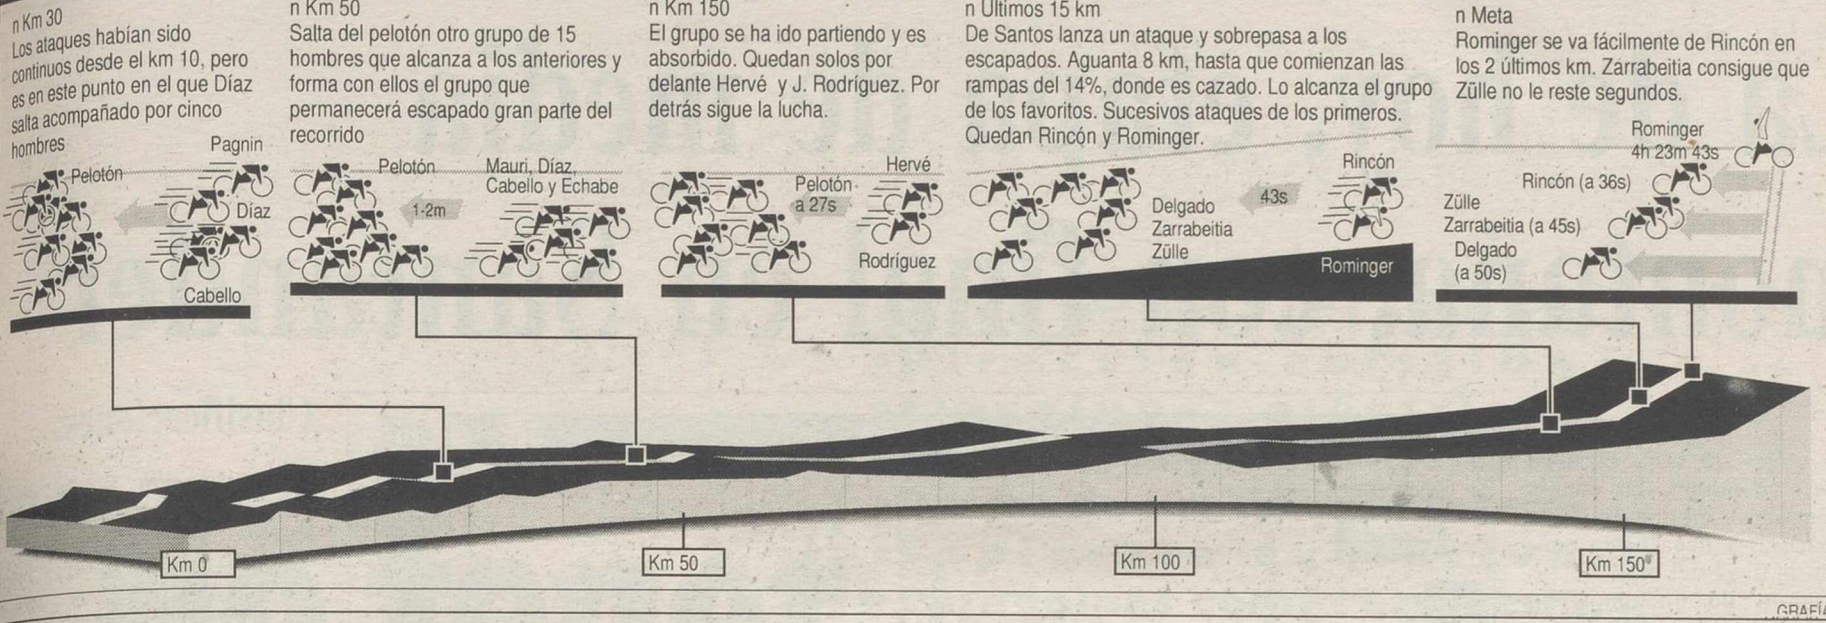 n Km 30
Los ataques habían sido
continuos desde el km 10, pero
es en este punto en el que Díaz
salta acompañado por cinco
hombres
Pagnin
Pelotón
Díaz
Cabello
n Km 50
Salta del pelotón otro grupo de 15
hombres que alcanza a los anteriores y
forma con ellos el grupo que
permanecerá escapado gran parte del
recorrido
Pelotón
Mauri, Díaz,
Cabello y Echabe
1-2m
n Km 150
El grupo se ha ido partiendo y es
absorbido. Quedan solos por
delante Hervé y J. Rodríguez. Por
detrás sigue la lucha.
Hervé
Pelotón
a 27s
Rodríguez
n Ultimos 15 km
De Santos lanza un ataque y sobrepasa a los
escapados. Aguanta 8 km, hasta que comienzan las
rampas del 14%, donde es cazado. Lo alcanza el grupo
de los favoritos. Sucesivos ataques de los primeros.
Quedan Rincón y Rominger.
Rincón
43s
Delgado
Zarrabeitia
Zülle
Rominger
n Meta
Rominger se va fácilmente de Rincón en
los 2 últimos km. Zarrabeitia consigue que
Zülle no le reste segundos.
Rominger
4h 23m 43s
Rincón (a 36s)
Zülle
Zarrabeitia (a 45s)
Delgado
(a 50s)
Km 0
Km 50
Km 100
Km 150